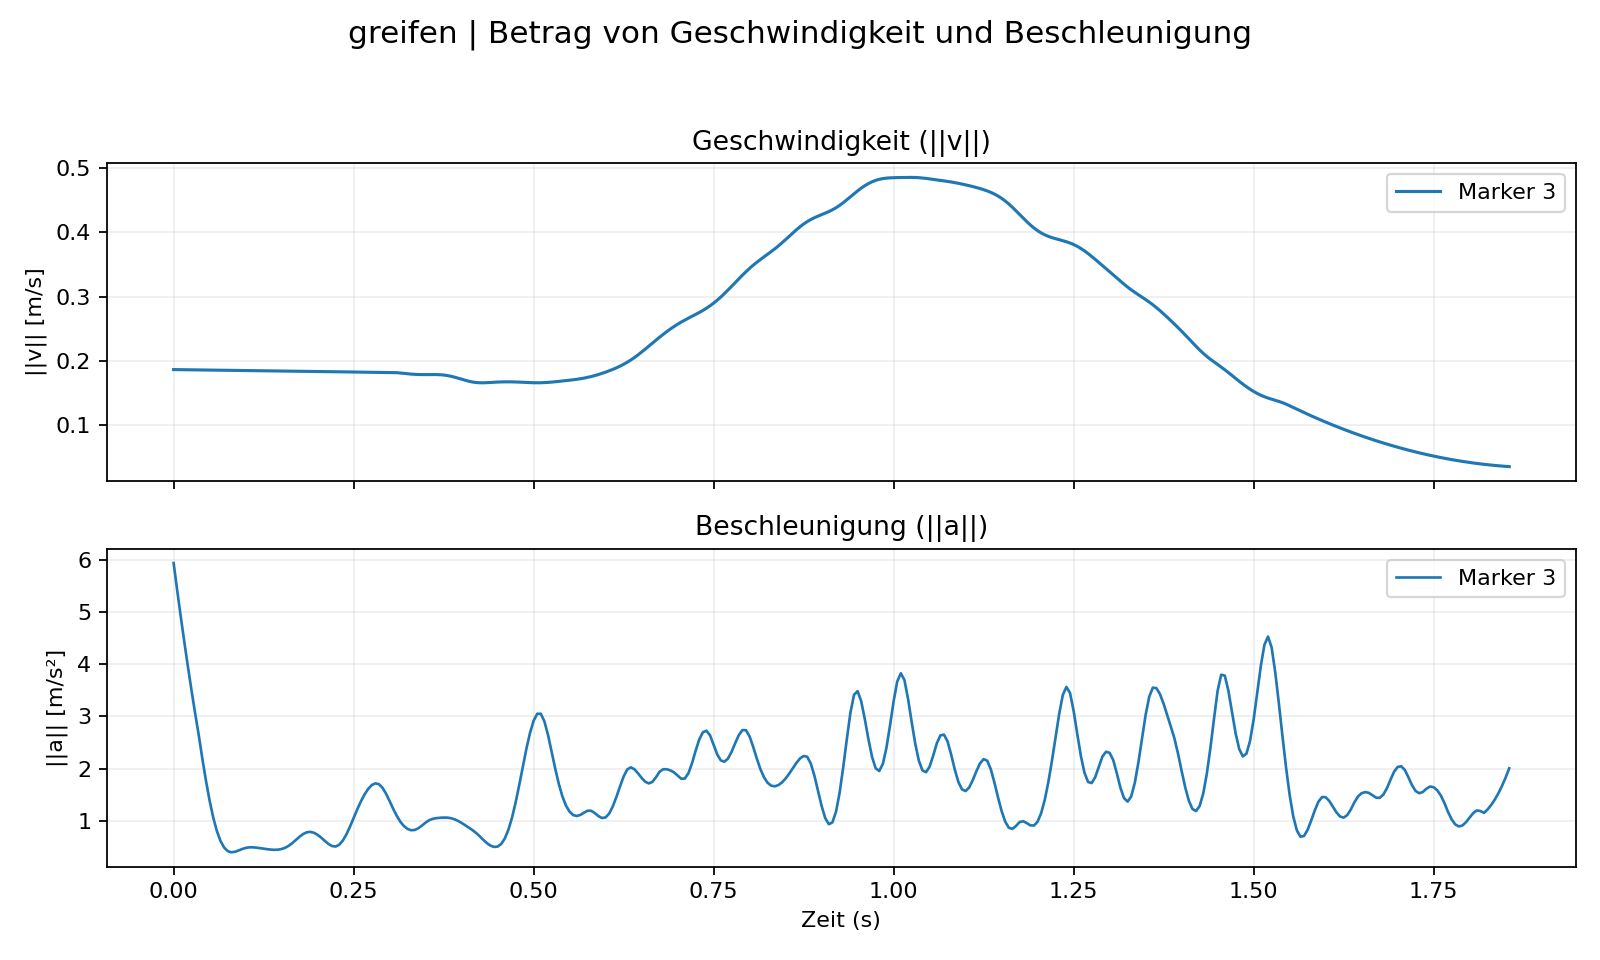 greifen | Betrag von Geschwindigkeit und Beschleunigung
Geschwindigkeit (||v||)
||v|| [m/s]
0.5
0.4
0.3
0.2
0.1
Marker 3
Beschleunigung (||a||)
||a|| [m/s²]
6
5
4
3
2
1
Marker 3
0.00 0.25 0.50 0.75 1.00 1.25 1.50 1.75
Zeit (s)